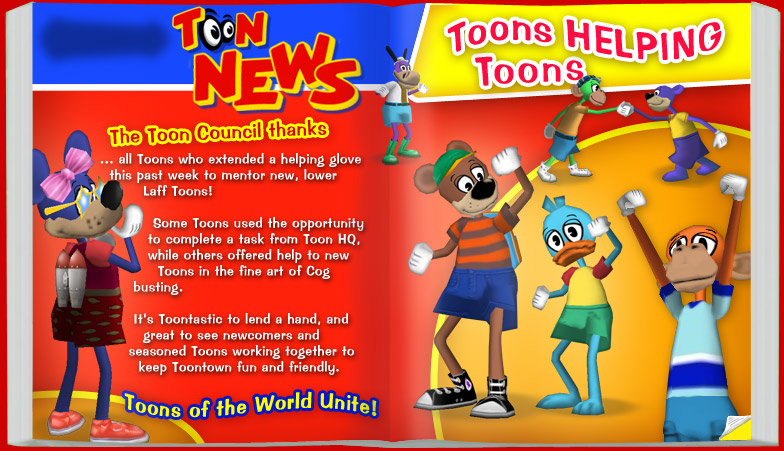 TOON
NEWS
The Toon Council thanks
... all Toons who extended a helping glove
this past week to mentor new, lower
Laff Toons!
Some Toons used the opportunity
to complete a task from Toon HQ,
while others offered help to new
Toons in the fine art of Cog
busting.
It's Toontastic to lend a hand, and
great to see newcomers and
seasoned Toons working together to
keep Toontown fun and friendly.
Toons of the World Unite!
Toons HELPING
Toons